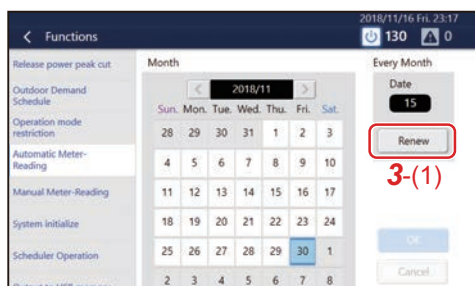 2018/11/16 Fri. 23:17
Functions
130 0
Release power peak cut
Outdoor Demand
Schedule
Operation mode
restriction
Automatic Meter-
Reading
Manual Meter-Reading
System initialize
Scheduler Operation
Month
2018/11
Sun. Mon. Tue. Wed. Thu. Fri. Sat.
28 29 30 31 1 2 3
4 5 6 7 8 9 10
11 12 13 14 15 16 17
18 19 20 21 22 23 24
25 26 27 28 29 30 1
2 3 4 5 6 7 8
Every Month
Date
15
Renew
3-(1)
OK
Cancel